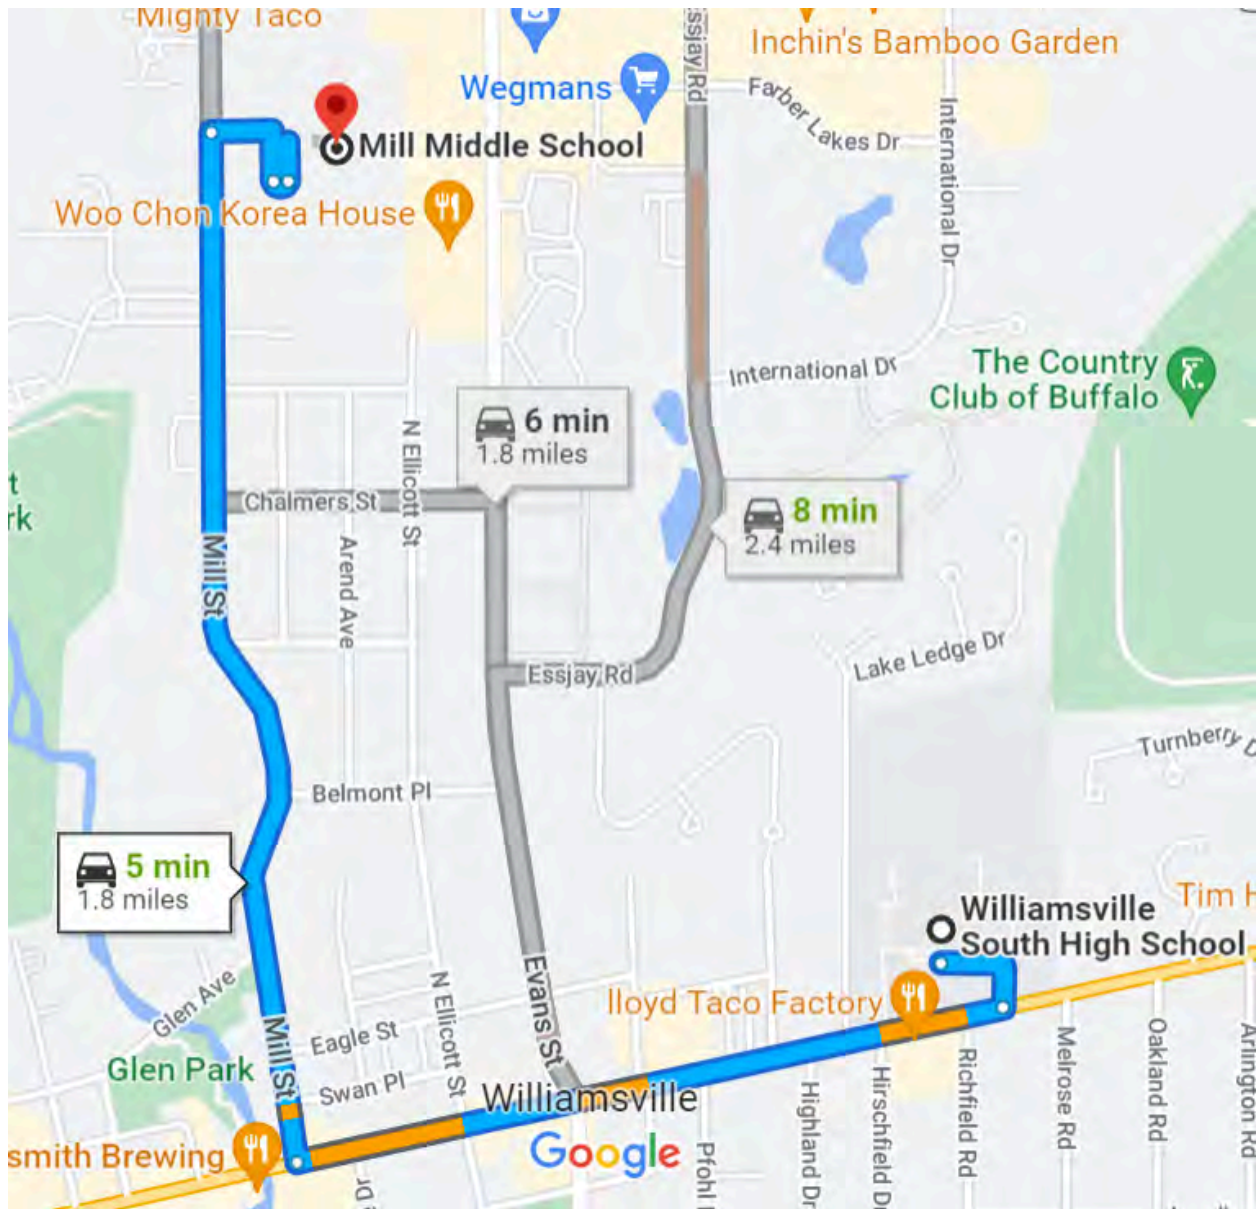 Mighty Taco
Essjay Rd
Inchin's Bamboo Garden
Wegmans
Farber Lakes Dr
International Dr
Mill Middle School
Woo Chon Korea House
International Dr
The Country
Club of Buffalo
6 min
1.8 miles
N Ellicott St
Chalmers St
8 min
2.4 miles
t
rk
Mill St
Arend Ave
Essjay Rd
Lake Ledge Dr
Turnberry D
Belmont Pl
5 min
1.8 miles
Williamsville
South High School
Tim H
Evans St
N Ellicott St
lloyd Taco Factory
Glen Ave
Mill St
Eagle St
Glen Park
Swan Pl
Williamsville
Highland Dr
Hirschfield Dr
Richfield Rd
Melrose Rd
Oakland Rd
Arlington Rd
smith Brewing
Google
Pfohl
Dr